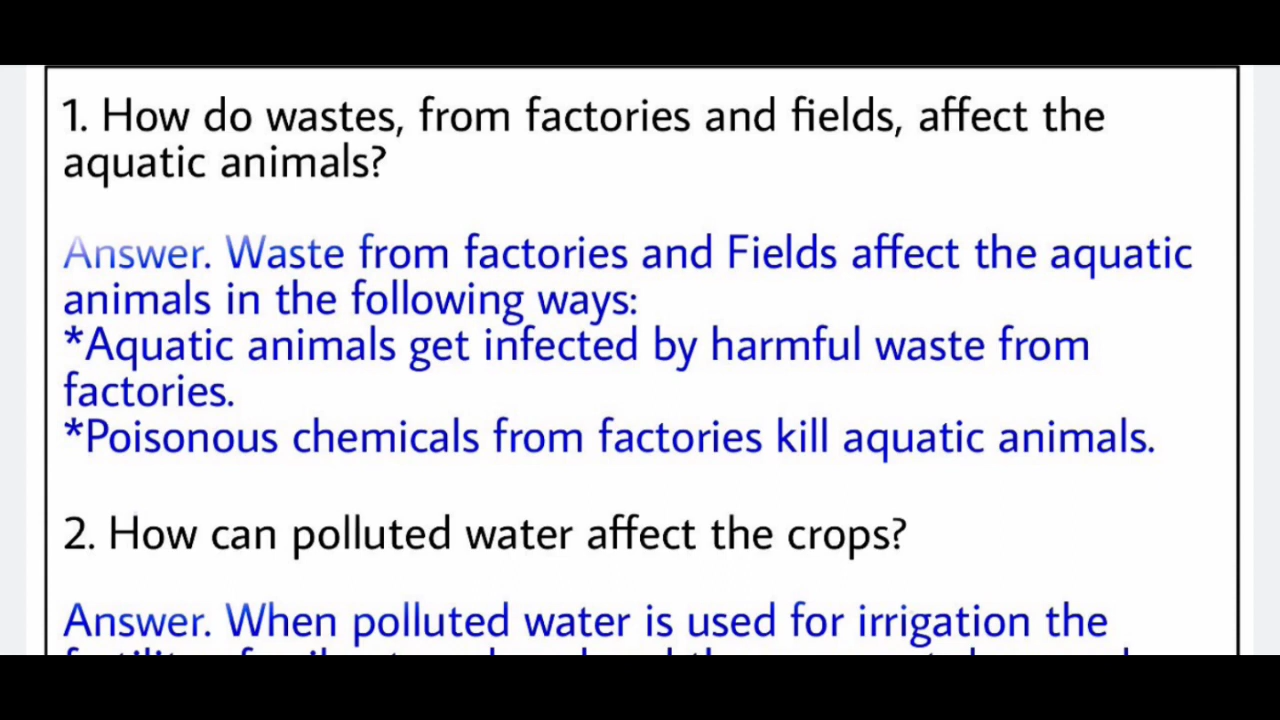 1. How do wastes, from factories and fields, affect the
aquatic animals?
Answer. Waste from factories and Fields affect the aquatic
animals in the following ways:
*Aquatic animals get infected by harmful waste from
factories.
*Poisonous chemicals from factories kill aquatic animals.
2. How can polluted water affect the crops?
Answer. When polluted water is used for irrigation the